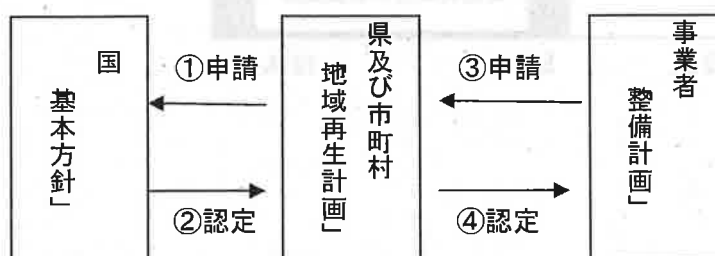 国
基本方針」
①申請
②認定
県及び市町村
地域再生計画」
③申請
④認定
事業者
整備計画」